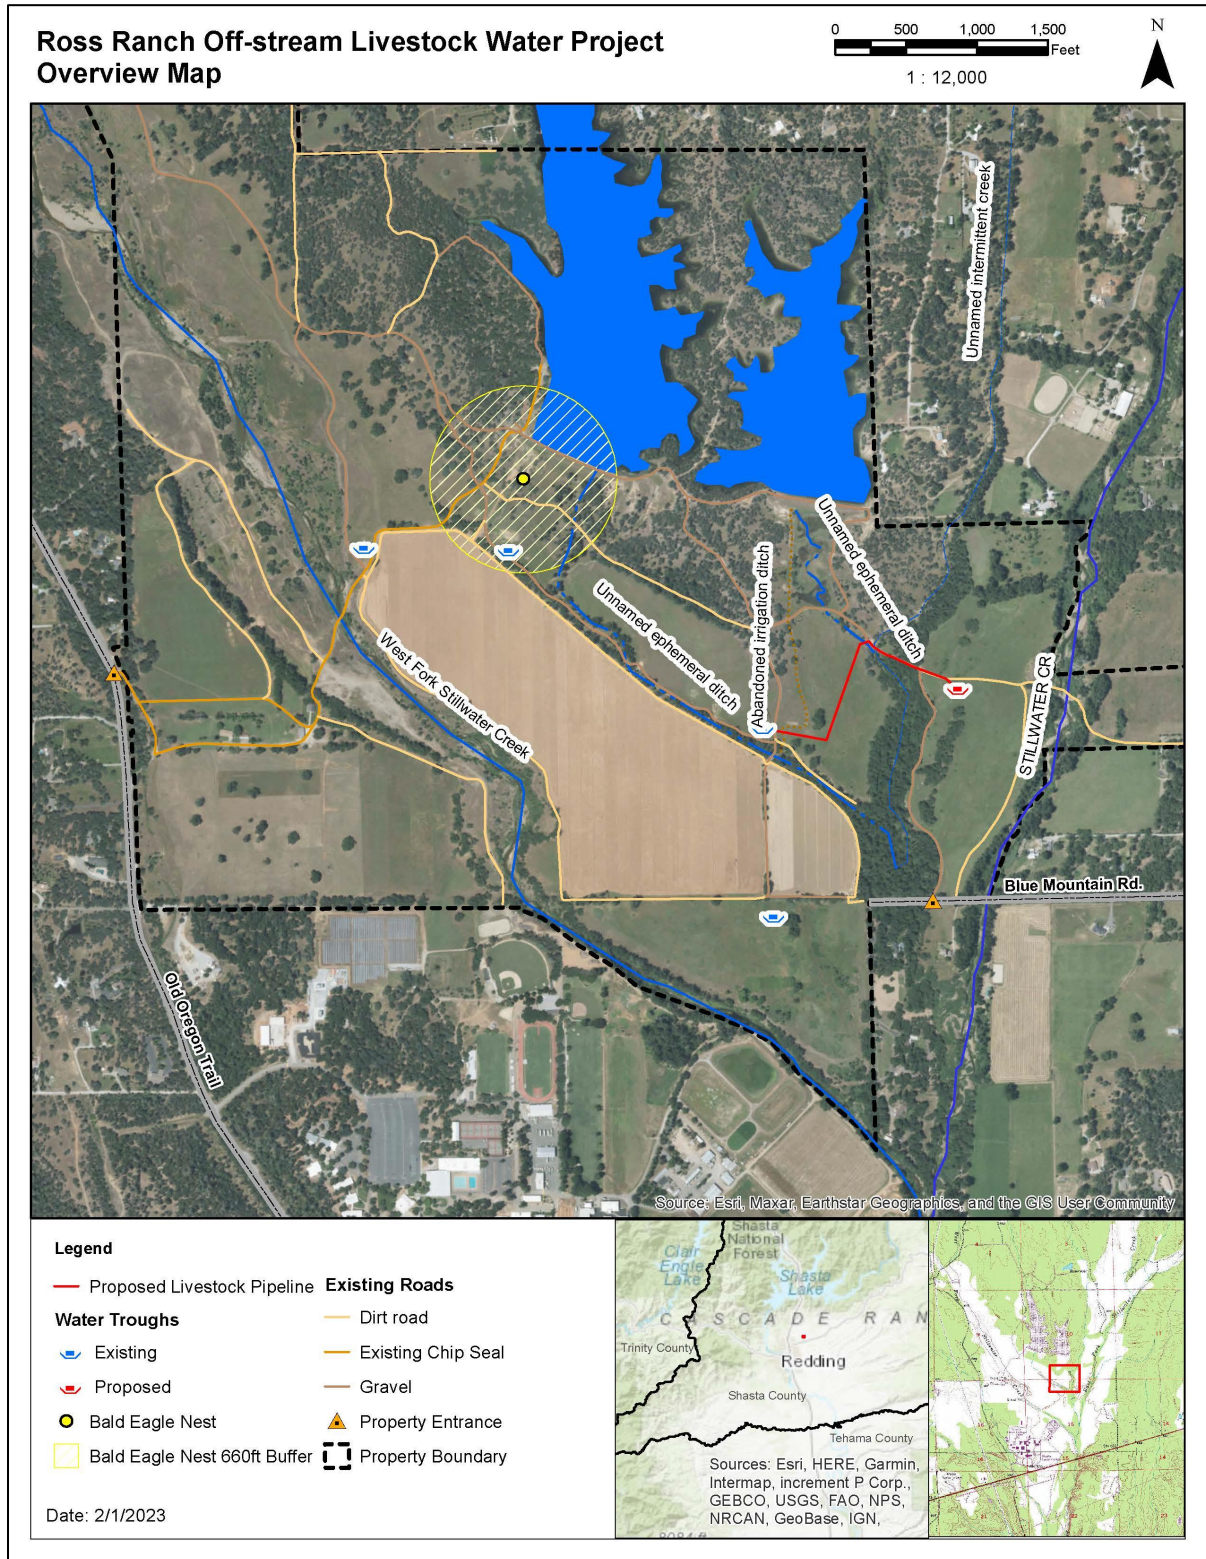 Ross Ranch Off-stream Livestock Water Project
Overview Map
0 500 1,000 1,500
Feet
1 : 12,000
N
Unnamed intermittent creek
Unnamed ephemeral ditch
Abandoned irrigation ditch
Unnamed ephemeral ditch
West Fork Stillwater Creek
STILLWATER CR
Blue Mountain Rd.
Old Oregon Trail
Source: Esri, Maxar, Earthstar Geographics, and the GIS User Community
Legend
Proposed Livestock Pipeline
Water Troughs
Existing
Proposed
Bald Eagle Nest
Bald Eagle Nest 660ft Buffer
Existing Roads
Dirt road
Existing Chip Seal
Gravel
Property Entrance
Property Boundary
Date: 2/1/2023
Shasta
National
Forest
Clair
Engle
Lake
Shasta
Lake
CASCADE RAN
Trinity County
Redding
Shasta County
Tehama County
Sources: Esri, HERE, Garmin,
Intermap, increment P Corp.,
GEBCO, USGS, FAO, NPS,
NRCAN, GeoBase, IGN,
8084 ft